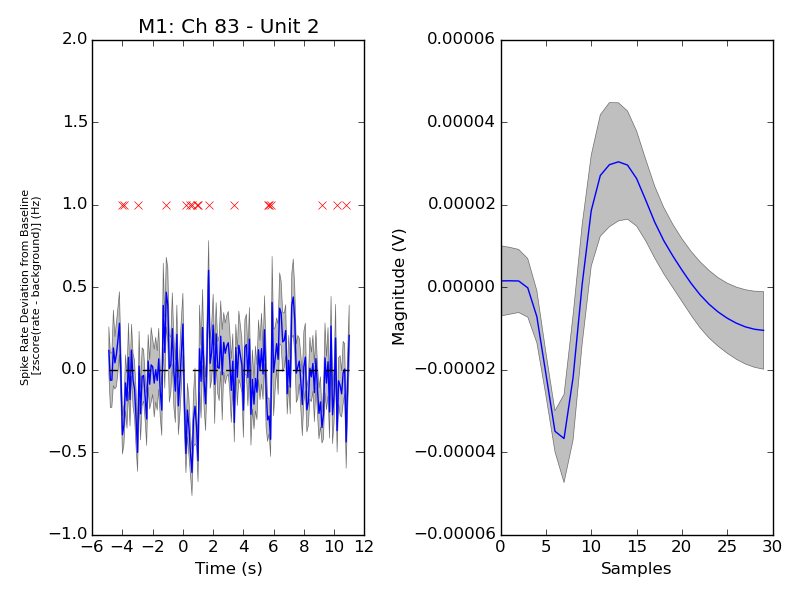 M1: Ch 83 - Unit 2
2.0
1.5
1.0
0.5
0.0
−0.5
−1.0
−6 −4 −2 0 2 4 6 8 10 12
Time (s)
Spike Rate Deviation from Baseline
[zscore(rate - background)] (Hz)
0.00006
0.00004
0.00002
0.00000
−0.00002
−0.00004
−0.00006
0 5 10 15 20 25 30
Samples
Magnitude (V)